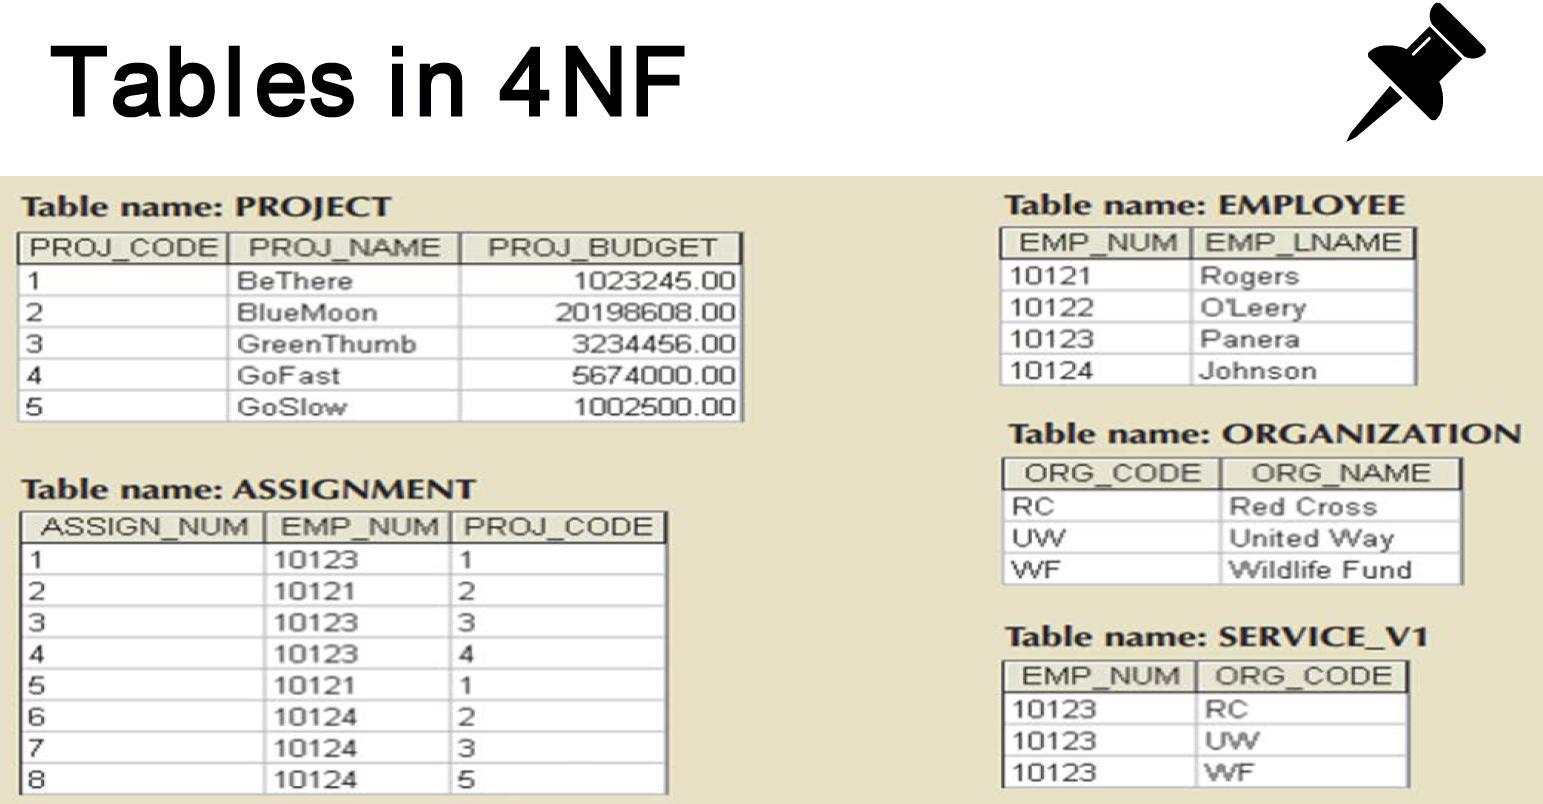 Tables in 4NF
Table name: PROJECT
PROJ_CODE PROJ_NAME PROJ_BUDGET
1 BeThere 1023245.00
2 BlueMoon 20198608.00
3 GreenThumb 3234456.00
4 GoFast 5674000.00
5 GoSlow 1002500.00
Table name: ASSIGNMENT
ASSIGN_NUM EMP_NUM PROJ_CODE
1 10123 1
2 10121 2
3 10123 3
4 10123 4
5 10121 1
6 10124 2
7 10124 3
8 10124 5
Table name: EMPLOYEE
EMP_NUM EMP_LNAME
10121 Rogers
10122 O'Leery
10123 Panera
10124 Johnson
Table name: ORGANIZATION
ORG_CODE ORG_NAME
RC Red Cross
UW United Way
WF Wildlife Fund
Table name: SERVICE_V1
EMP_NUM ORG_CODE
10123 RC
10123 UW
10123 WF